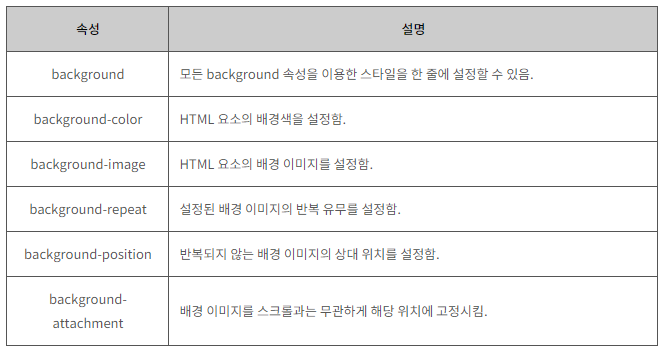 속성 설명
background 모든 background 속성을 이용한 스타일을 한 줄에 설정할 수 있음.
background-color HTML 요소의 배경색을 설정함.
background-image HTML 요소의 배경 이미지를 설정함.
background-repeat 설정된 배경 이미지의 반복 유무를 설정함.
background-position 반복되지 않는 배경 이미지의 상대 위치를 설정함.
background-
attachment 배경 이미지를 스크롤과는 무관하게 해당 위치에 고정시킴.